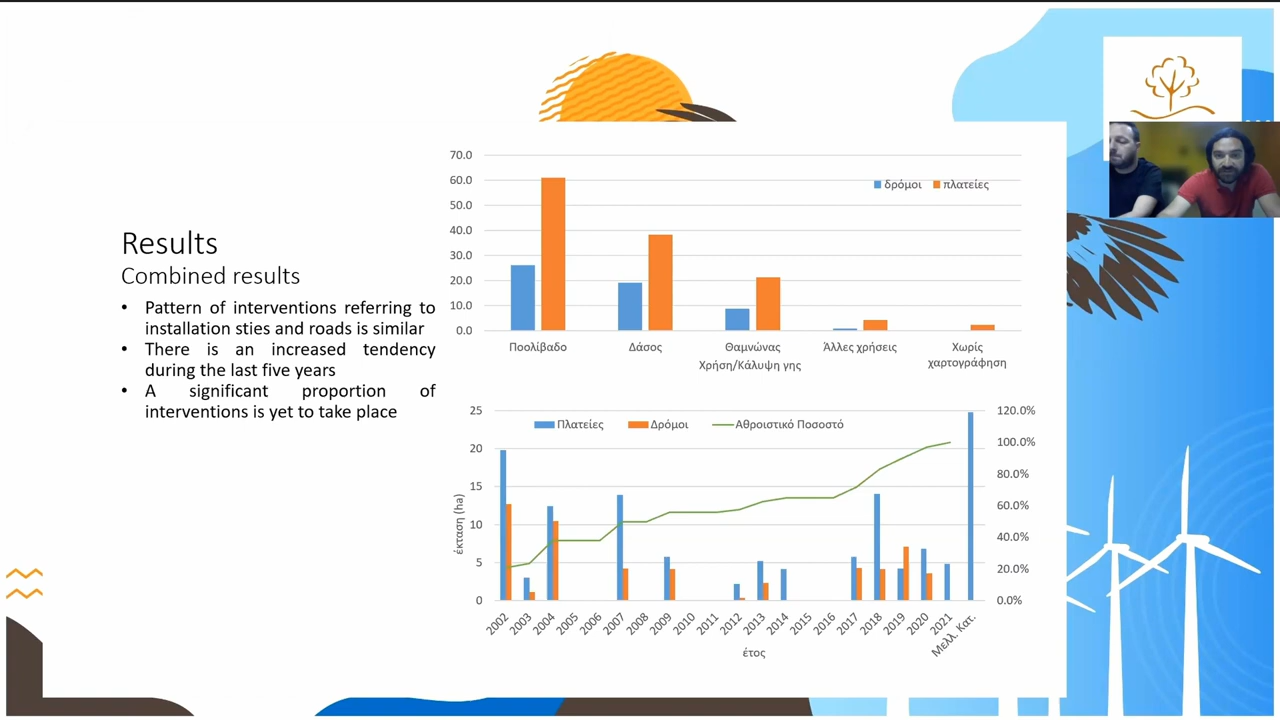 Results
Combined results
• Pattern of interventions referring to
installation sties and roads is similar
• There is an increased tendency
during the last five years
• A significant proportion of
interventions is yet to take place
70.0
60.0
50.0
40.0
30.0
20.0
10.0
0.0
δρόμοι πλατείες
Ποολίβαδο Δάσος Θαμνώνας Άλλες χρήσεις Χωρίς
χαρτογράφηση
Χρήση/Κάλυψη γης
25
20
15
10
5
0
έκταση (ha)
Πλατείες Δρόμοι Αθροιστικό Ποσοστό
120.0%
100.0%
80.0%
60.0%
40.0%
20.0%
0.0%
2002 2003 2004 2005 2006 2007 2008 2009 2010 2011 2012 2013 2014 2015 2016 2017 2018 2019 2020 2021 Μελλ. Κατ.
έτος